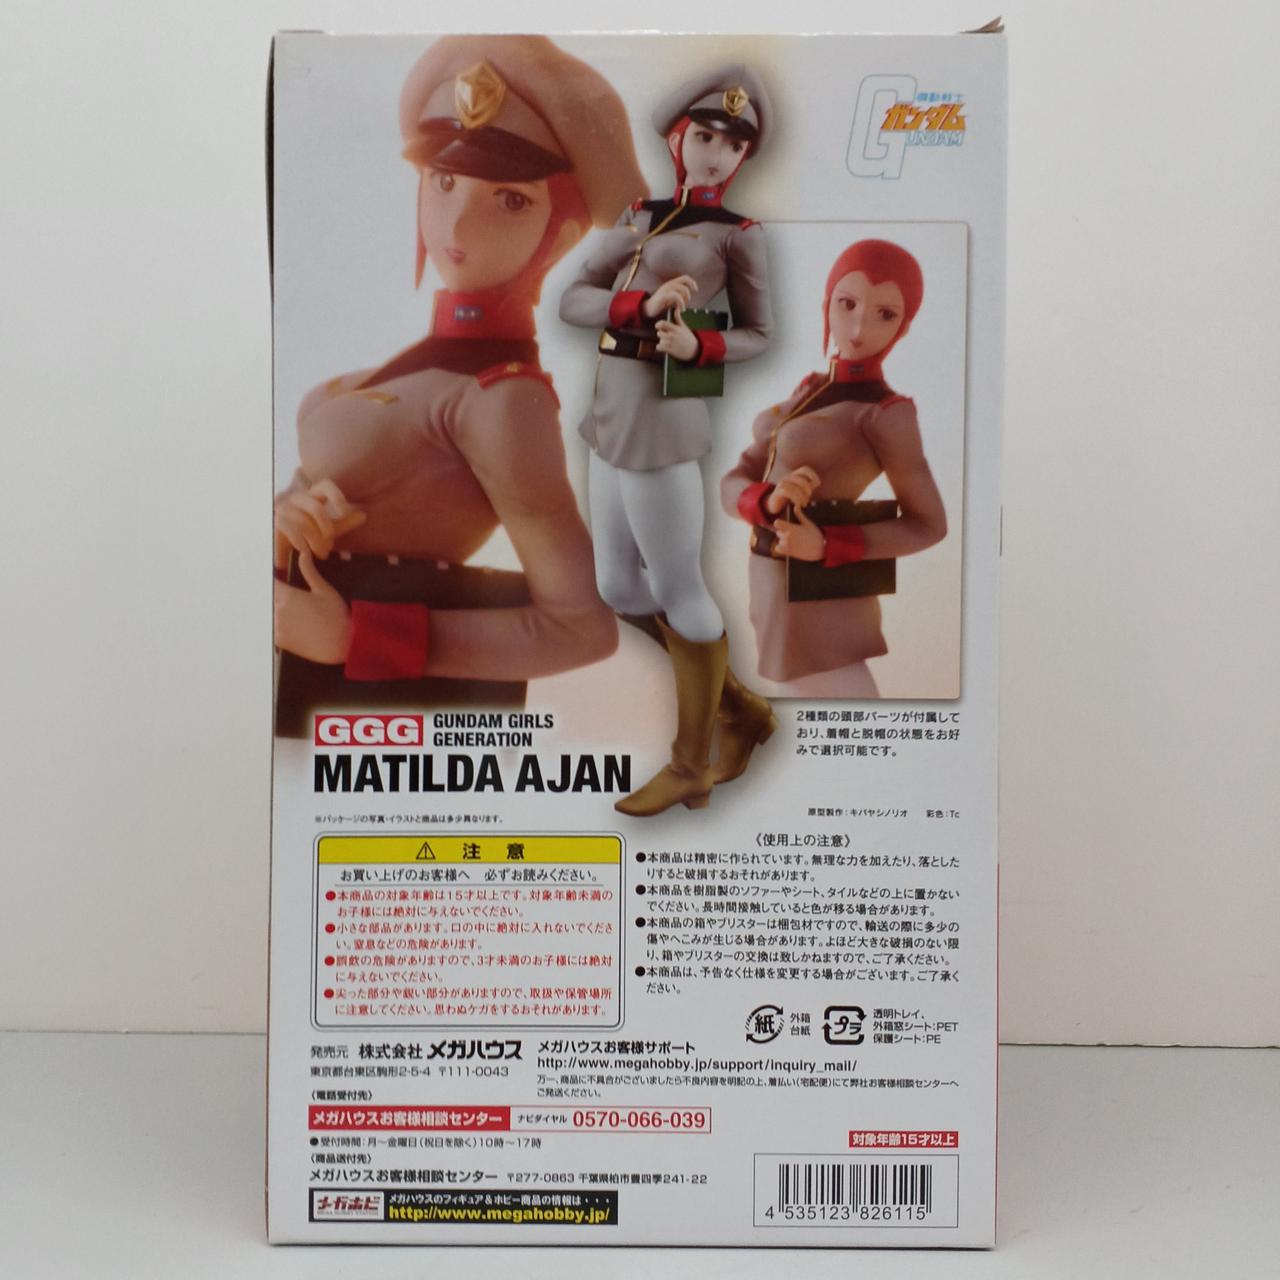 機動戦士
ガンダム
GUNDAM
2種類の頭部パーツが付属して
おり、着帽と脱帽の状態をお好
みで選択可能です。
GGG GUNDAM GIRLS
GENERATION
MATILDA AJAN
※パッケージの写真・イラストと商品は多少異なります。
原型製作：キバヤシノリオ　彩色：Tc
⚠ 注 意
お買い上げのお客様へ　必ずお読みください。
●本商品の対象年齢は15才以上です。対象年齢未満の
お子様には絶対に与えないでください。
●小さな部品があります。口の中に絶対に入れないでくださ
い。窒息などの危険があります。
●誤飲の危険がありますので、3才未満のお子様には絶対
に与えないでください。
●尖った部分や鋭い部分がありますので、取扱や保管場所
に注意してください。思わぬケガをするおそれがあります。
《使用上の注意》
●本商品は精密に作られています。無理な力を加えたり、落とした
りすると破損するおそれがあります。
●本商品を樹脂製のソファーやシート、タイルなどの上に置かない
でください。長時間接触していると色が移る場合があります。
●本商品の箱やブリスターは梱包材ですので、輸送の際に多少の
傷やへこみが生じる場合があります。よほど大きな破損のない限
り、箱やブリスターの交換は致しかねますので、ご了承ください。
●本商品は、予告なく仕様を変更する場合がございます。ご了承く
ださい。
紙
外箱
台紙
プラ
透明トレイ、
外箱窓シート：PET
保護シート：PE
発売元 株式会社メガハウス
東京都台東区駒形2-5-4 〒111-0043
メガハウスお客様サポート
http://www.megahobby.jp/support/inquiry_mail/
万一、商品に不具合がございましたら不良内容を明記の上、着払い（宅配便）にて弊社お客様相談センターへ
ご発送ください。
〈電話受付先〉
メガハウスお客様相談センター ナビダイヤル 0570-066-039
●受付時間：月〜金曜日（祝日を除く）10時〜17時
〈商品送付先〉
メガハウスお客様相談センター 〒277-0863 千葉県柏市豊四季241-22
メガホビ
MEGA HOBBY STATION
メガハウスのフィギュア＆ホビー商品の情報は・・・
http://www.megahobby.jp/
対象年齢15才以上
4 535123 826115